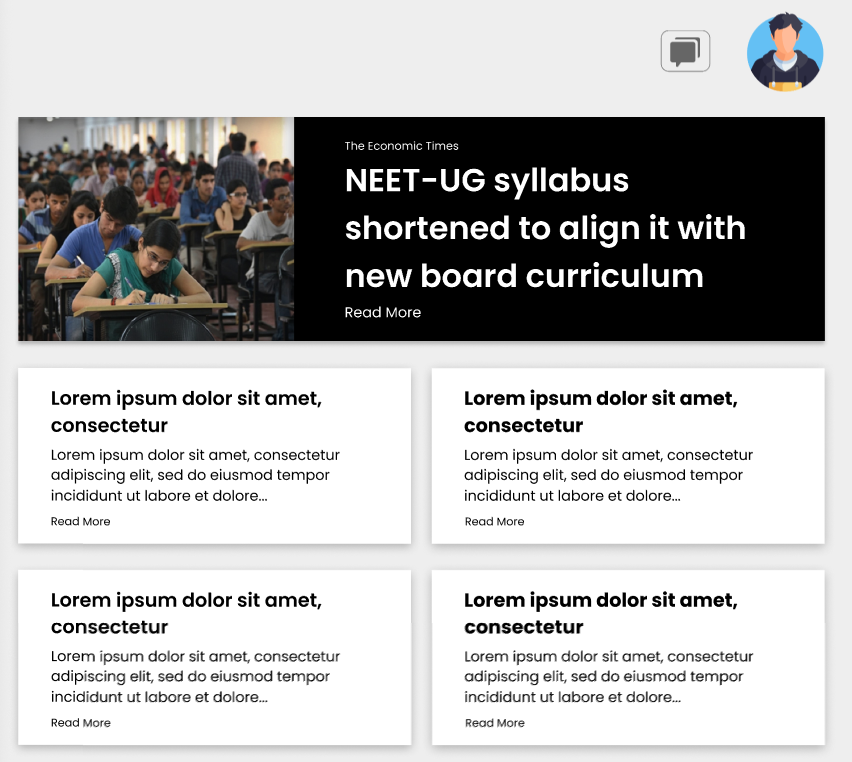 The Economic Times
NEET-UG syllabus
shortened to align it with
new board curriculum
Read More
Lorem ipsum dolor sit amet,
consectetur
Lorem ipsum dolor sit amet, consectetur
adipiscing elit, sed do eiusmod tempor
incididunt ut labore et dolore...
Read More
Lorem ipsum dolor sit amet,
consectetur
Lorem ipsum dolor sit amet, consectetur
adipiscing elit, sed do eiusmod tempor
incididunt ut labore et dolore...
Read More
Lorem ipsum dolor sit amet,
consectetur
Lorem ipsum dolor sit amet, consectetur
adipiscing elit, sed do eiusmod tempor
incididunt ut labore et dolore...
Read More
Lorem ipsum dolor sit amet,
consectetur
Lorem ipsum dolor sit amet, consectetur
adipiscing elit, sed do eiusmod tempor
incididunt ut labore et dolore...
Read More